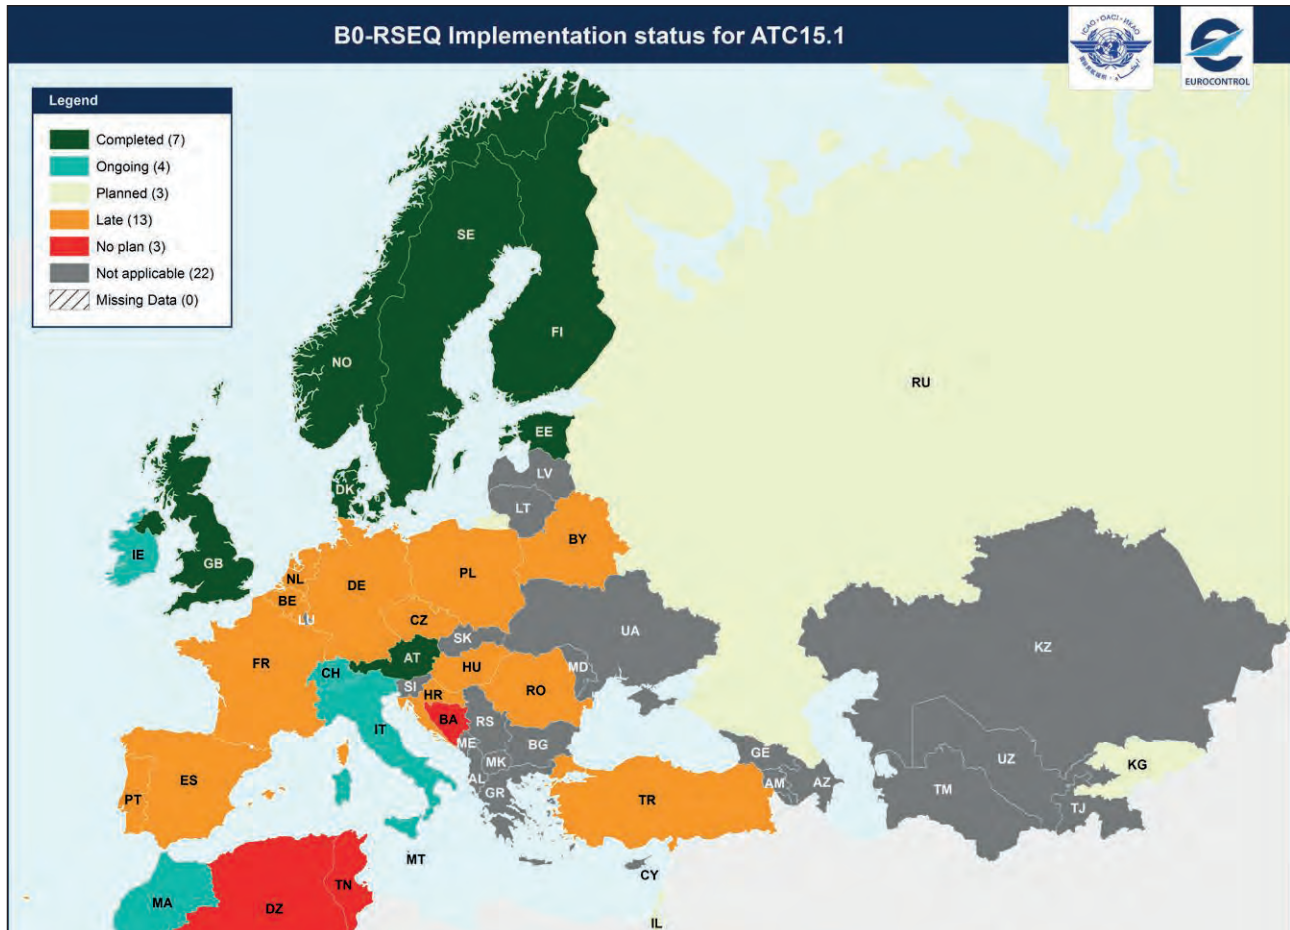 B0-RSEQ Implementation status for ATC15.1
ICAO · OACI · ИКАО
EUROCONTROL
Legend
Completed (7)
Ongoing (4)
Planned (3)
Late (13)
No plan (3)
Not applicable (22)
Missing Data (0)
SE
FI
NO
RU
EE
LV
DK
LT
IE
GB
BY
NL
DE
PL
BE
LU
CZ
SK
UA
FR
AT
KZ
CH
HU
MD
SI
RO
HR
BA
RS
IT
ME
BG
GE
UZ
MK
KG
ES
AL
AM
AZ
TM
PT
GR
TR
TJ
MT
CY
TN
MA
DZ
IL